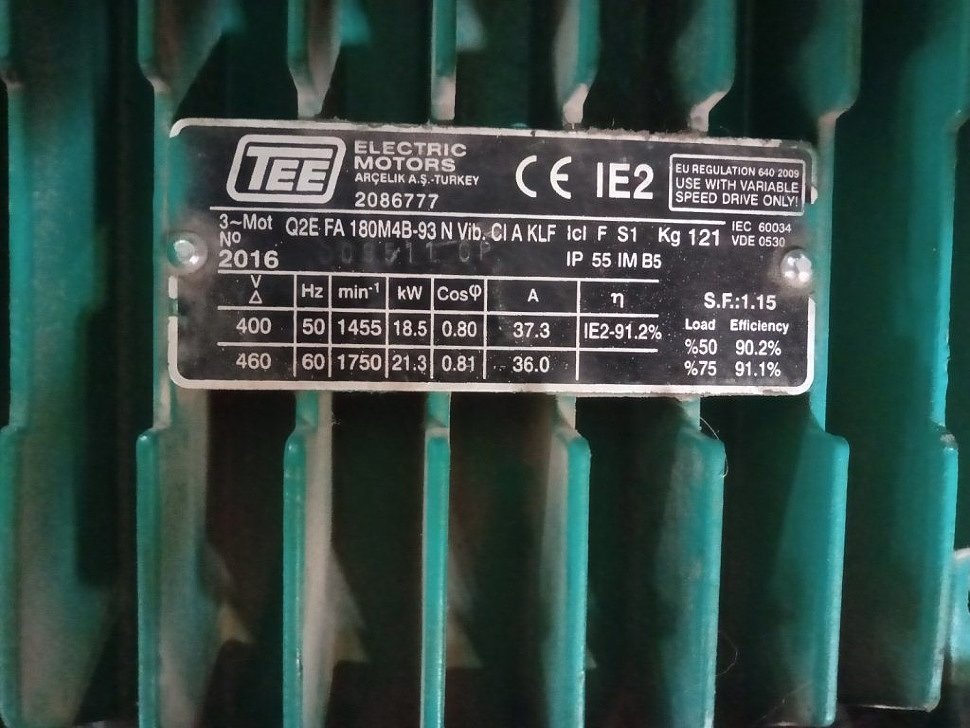 TEE
ELECTRIC
MOTORS
ARÇELİK A.Ş.-TURKEY
2086777
CE IE2
EU REGULATION 640 2009
USE WITH VARIABLE
SPEED DRIVE ONLY!
3~Mot Q2E FA 180M4B-93 N Vib. Cl A KLF Icl F S1 Kg 121 IEC 60034
VDE 0530
No
2016 IP 55 IM B5
V
△ Hz min⁻¹ kW Cosφ A η
400 50 1455 18.5 0.80 37.3 IE2-91.2%
460 60 1750 21.3 0.81 36.0
S.F.:1.15
Load Efficiency
%50 90.2%
%75 91.1%